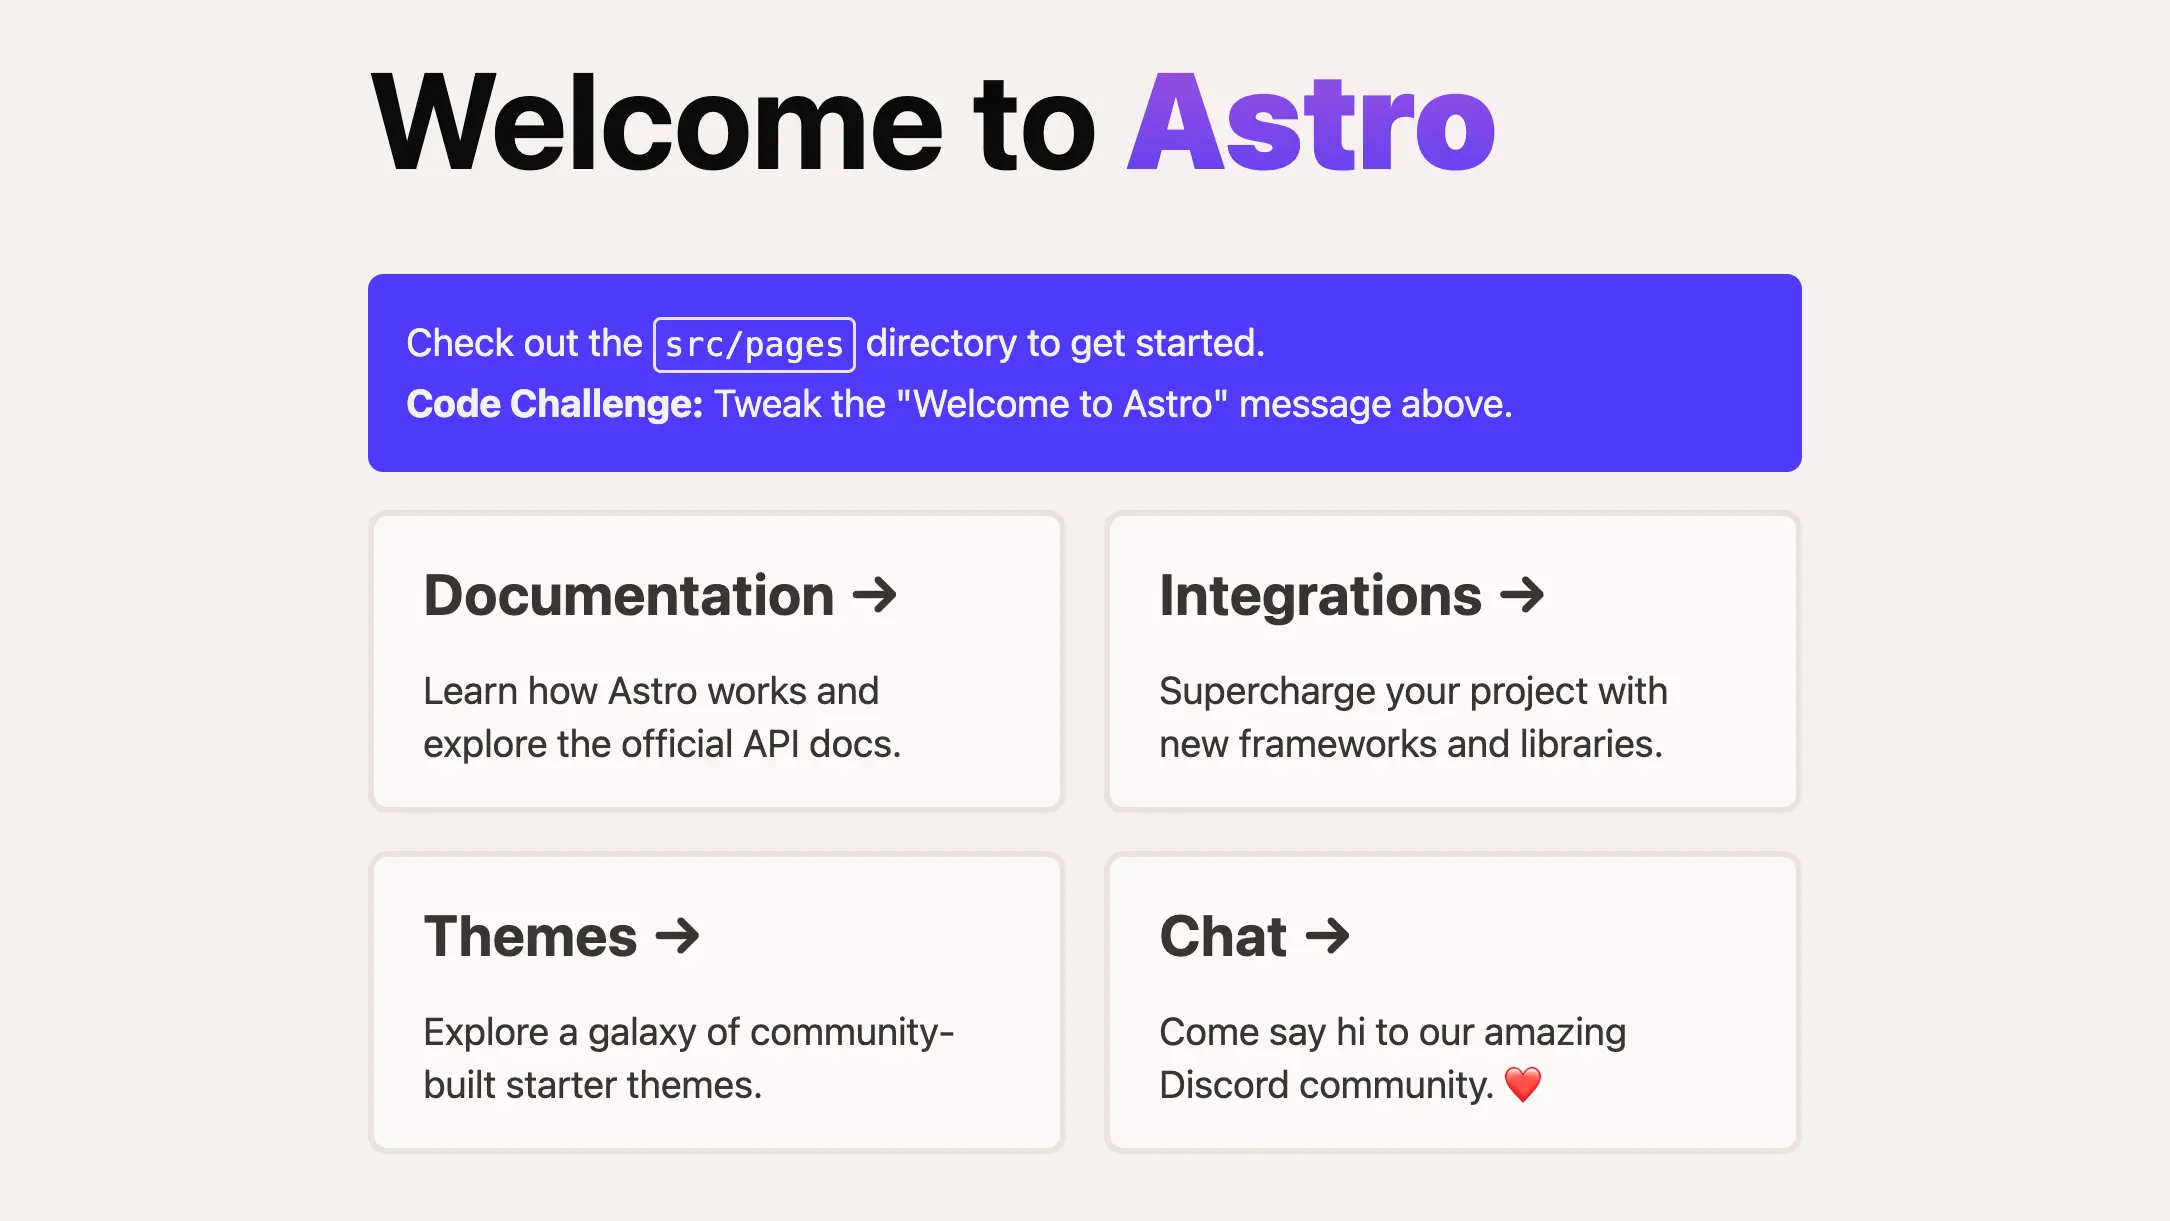 Welcome to Astro
Check out the src/pages directory to get started.
Code Challenge: Tweak the "Welcome to Astro" message above.
Documentation →
Learn how Astro works and
explore the official API docs.
Integrations →
Supercharge your project with
new frameworks and libraries.
Themes →
Explore a galaxy of community-
built starter themes.
Chat →
Come say hi to our amazing
Discord community. ❤️